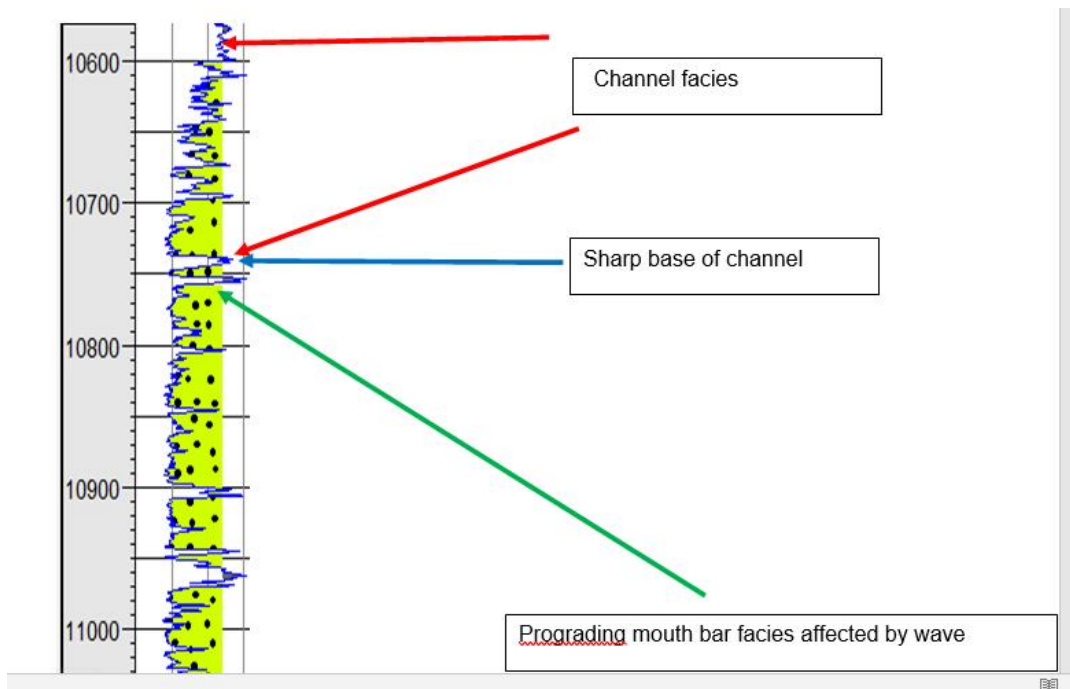 10600
Channel facies
10700
Sharp base of channel
10800
10900
11000
Prograding mouth bar facies affected by wave